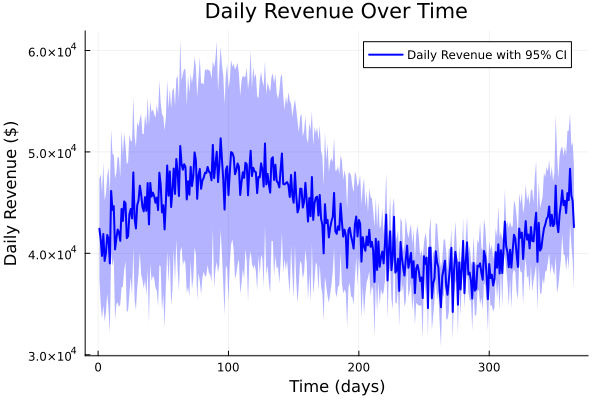 Daily Revenue Over Time
Daily Revenue with 95% CI
Daily Revenue ($)
6.0×10⁴
5.0×10⁴
4.0×10⁴
3.0×10⁴
0 100 200 300
Time (days)